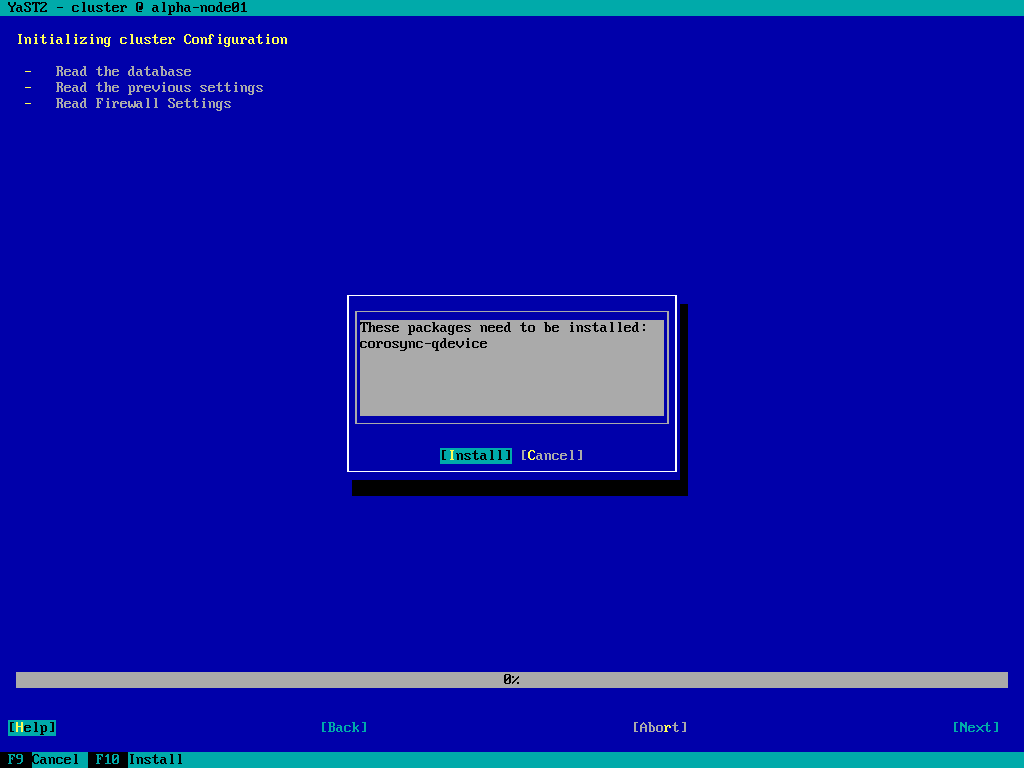 YaST2 - cluster @ alpha-node01
Initializing cluster Configuration
- Read the database
- Read the previous settings
- Read Firewall Settings
These packages need to be installed:
corosync-qdevice
[Install] [Cancel]
0%
[Help] [Back] [Abort] [Next]
F9 Cancel F10 Install